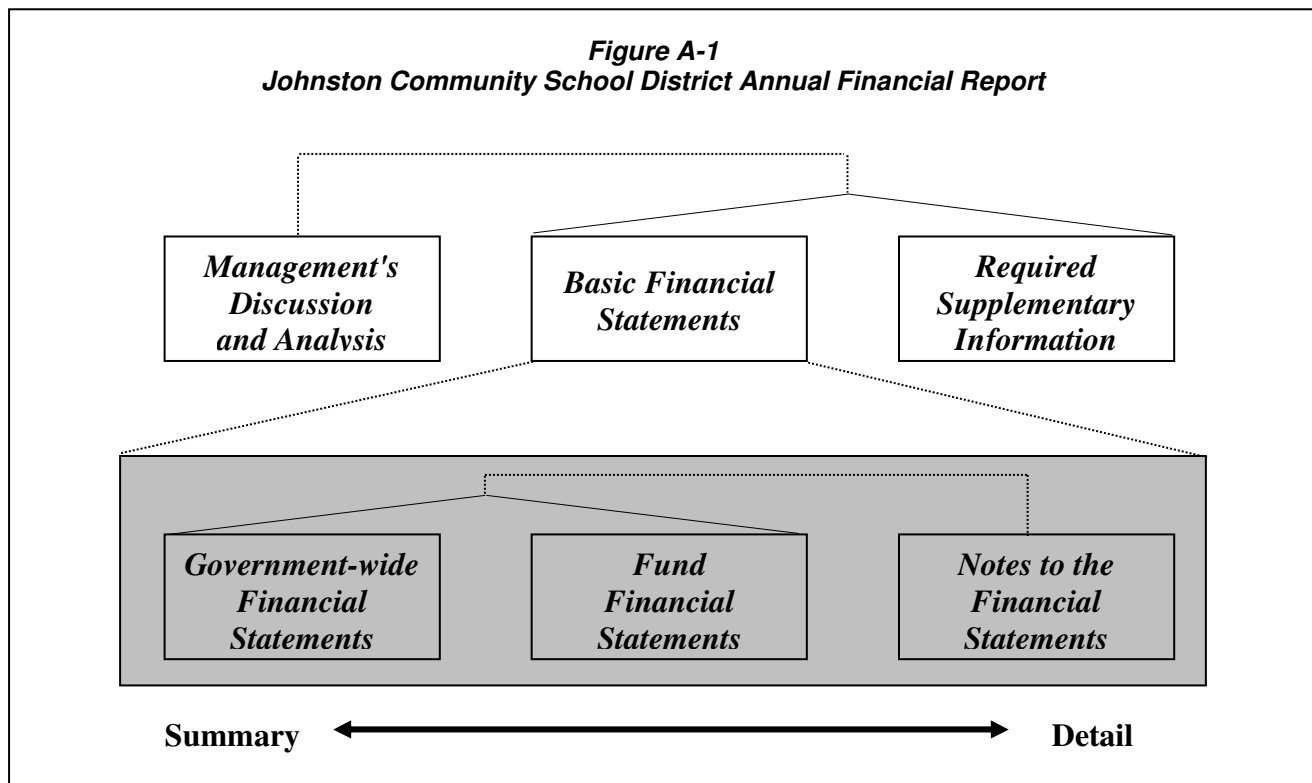 Figure A-1
Johnston Community School District Annual Financial Report
Management's
Discussion
and Analysis
Basic Financial
Statements
Required
Supplementary
Information
Government-wide
Financial
Statements
Fund
Financial
Statements
Notes to the
Financial
Statements
Summary
Detail